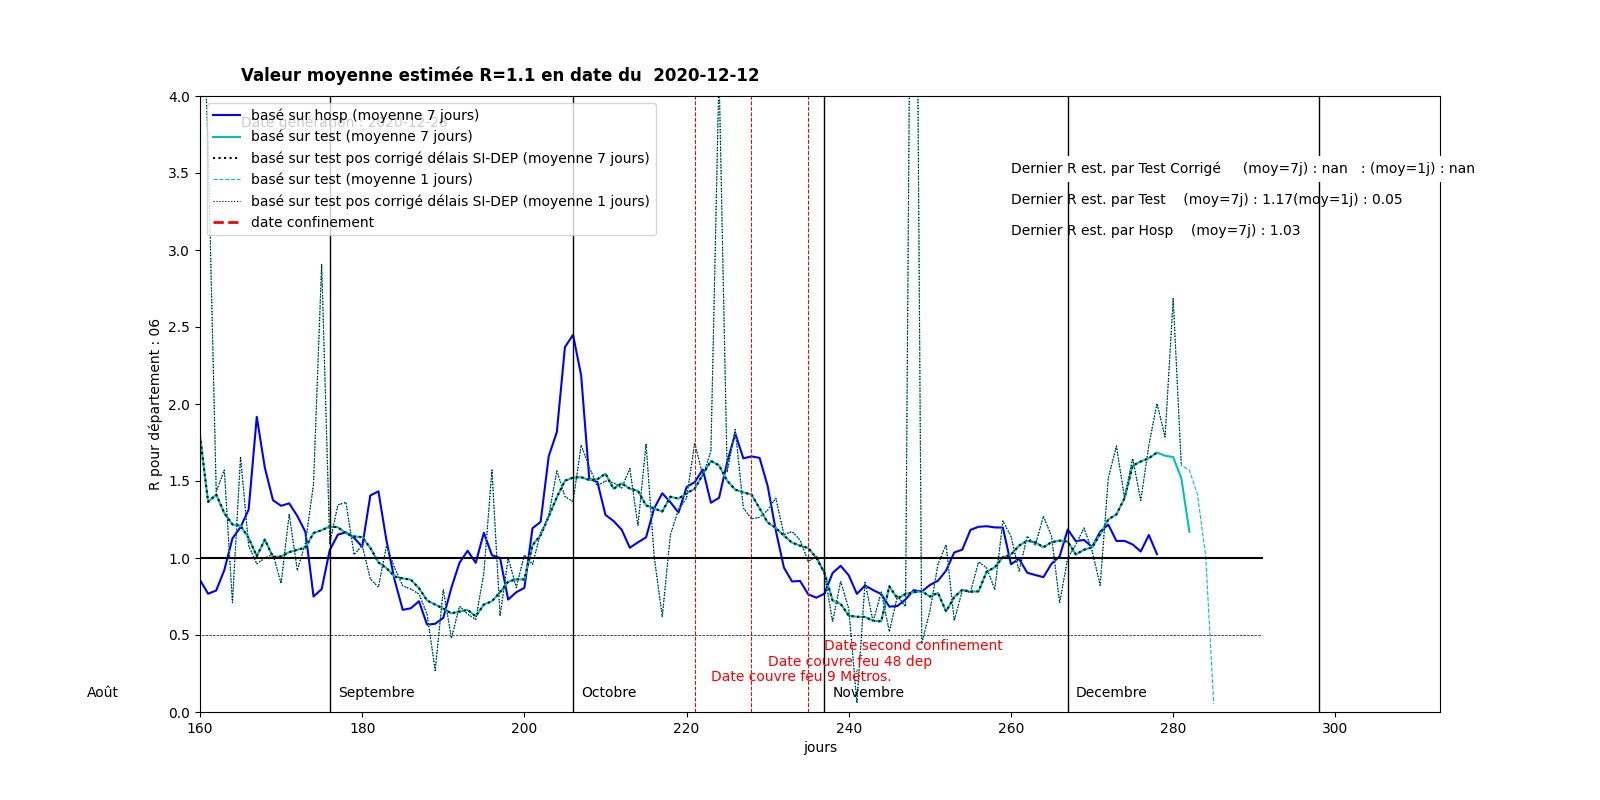 Valeur moyenne estimée R=1.1 en date du  2020-12-12
Date génération : 2020-12-23
basé sur hosp (moyenne 7 jours)
basé sur test (moyenne 7 jours)
basé sur test pos corrigé délais SI-DEP (moyenne 7 jours)
basé sur test (moyenne 1 jours)
basé sur test pos corrigé délais SI-DEP (moyenne 1 jours)
date confinement
Dernier R est. par Test Corrigé     (moy=7j) : nan   : (moy=1j) : nan
Dernier R est. par Test    (moy=7j) : 1.17(moy=1j) : 0.05
Dernier R est. par Hosp    (moy=7j) : 1.03
R pour département : 06
4.0
3.5
3.0
2.5
2.0
1.5
1.0
0.5
0.0
Date second confinement
Date couvre feu 48 dep
Date couvre feu 9 Métros.
Août Septembre Octobre Novembre Decembre
160 180 200 220 240 260 280 300
jours